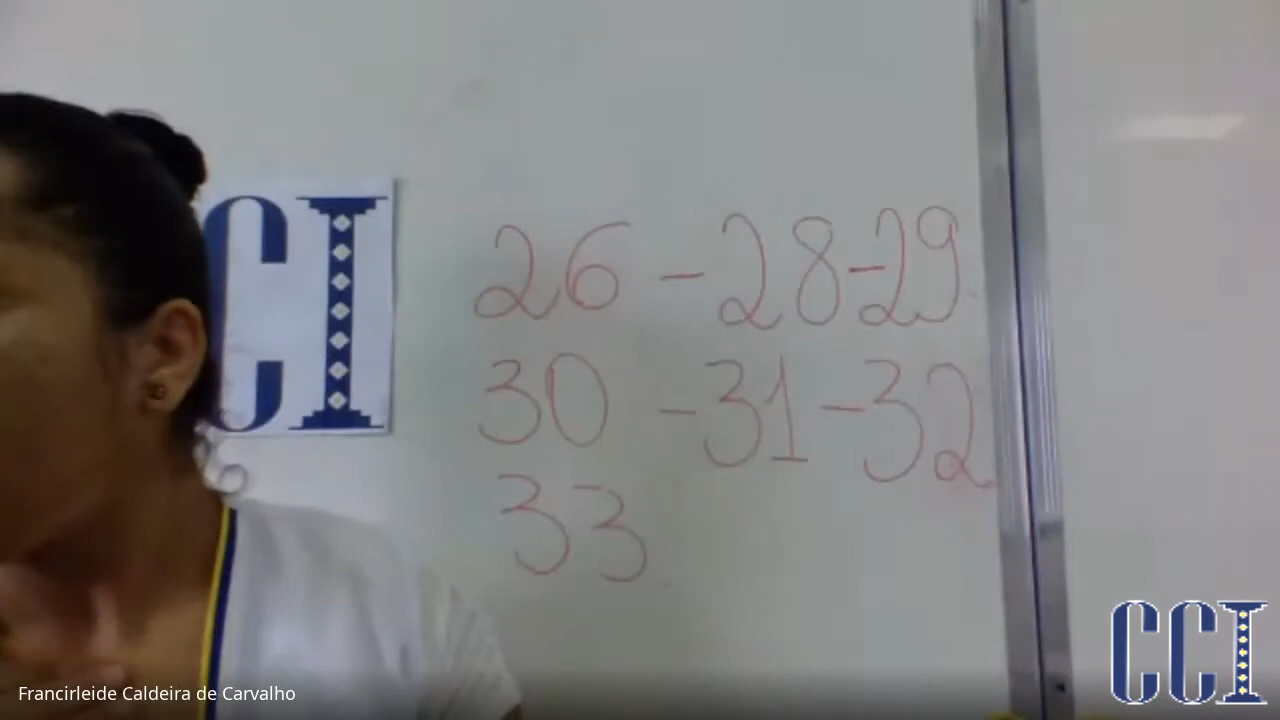 CI
26 - 28 - 29
30 - 31 - 32
33
Francirleide Caldeira de Carvalho
CCI